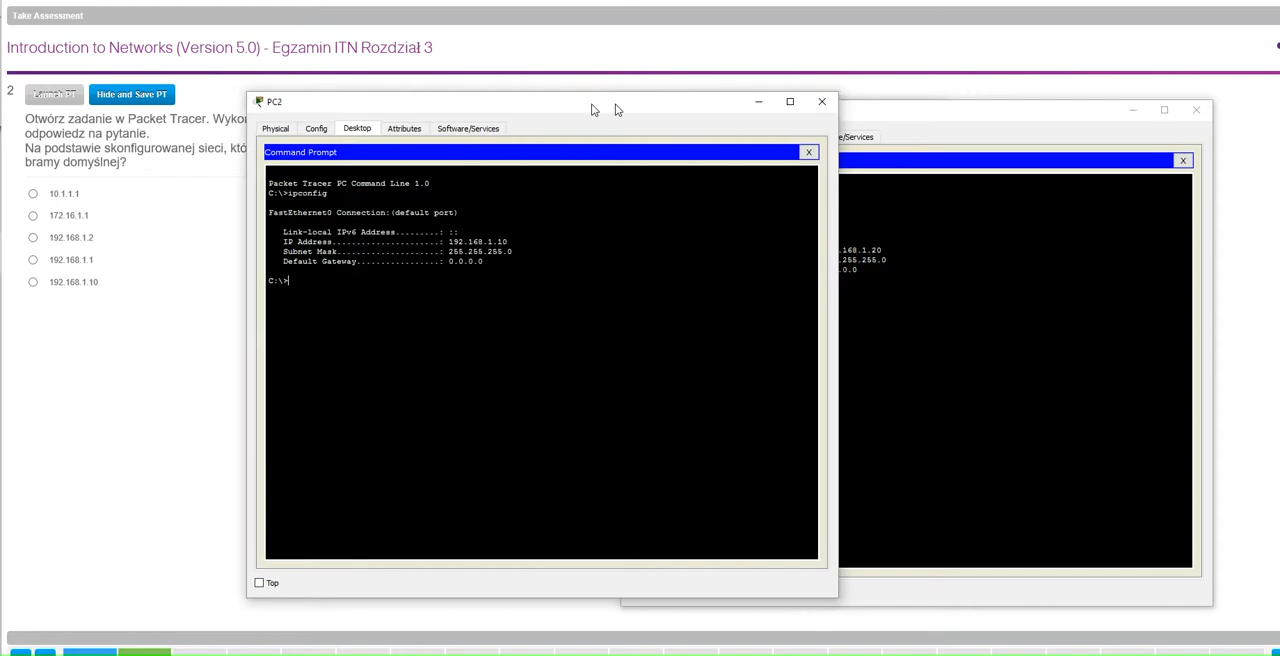 Take Assessment
Introduction to Networks (Version 5.0) - Egzamin ITN Rozdział 3
2
Launch PT
Hide and Save PT
Otwórz zadanie w Packet Tracer. Wyko
odpowiedz na pytanie.
Na podstawie skonfigurowanej sieci, któ
bramy domyślnej?
10.1.1.1
172.16.1.1
192.168.1.2
192.168.1.1
192.168.1.10
PC2
Physical
Config
Desktop
Attributes
Software/Services
Command Prompt
X
Packet Tracer PC Command Line 1.0
C:\>ipconfig
FastEthernet0 Connection:(default port)
Link-local IPv6 Address.........: ::
IP Address......................: 192.168.1.10
Subnet Mask.....................: 255.255.255.0
Default Gateway.................: 0.0.0.0
C:\>
Top
e/Services
X
.168.1.20
.255.255.0
.0.0